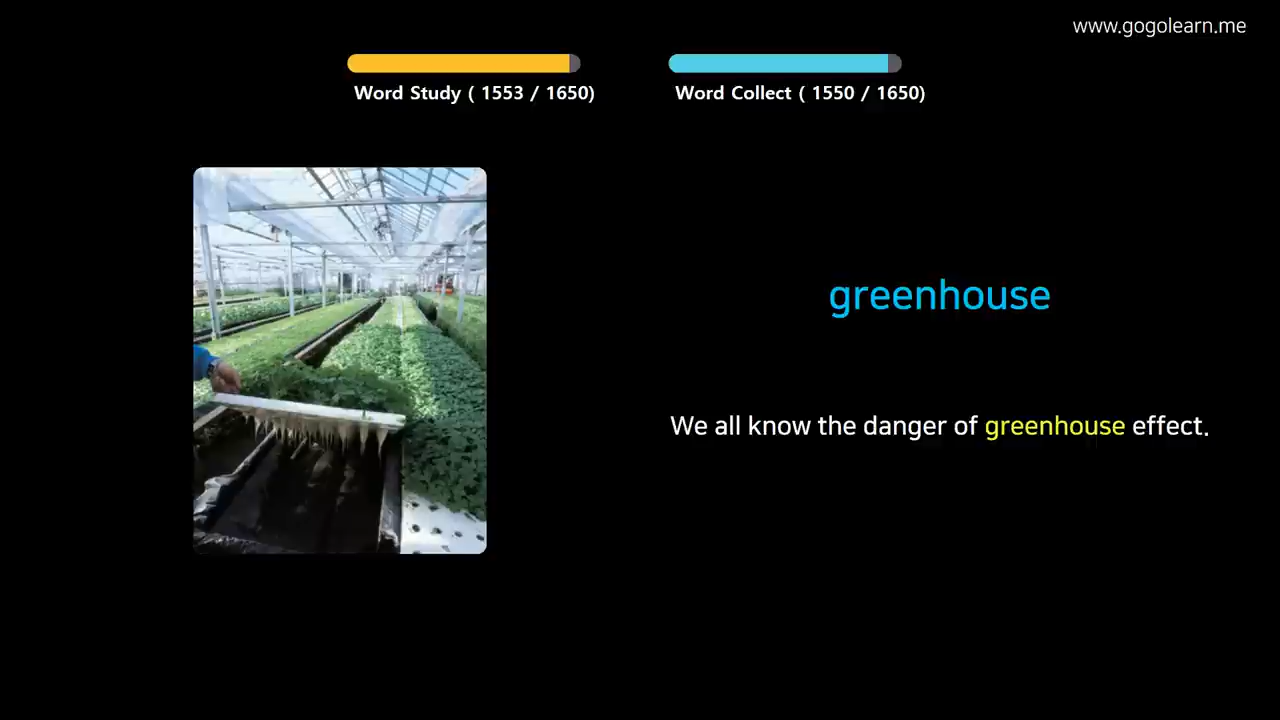 www.gogolearn.me
Word Study ( 1553 / 1650)
Word Collect ( 1550 / 1650)
greenhouse
We all know the danger of greenhouse effect.